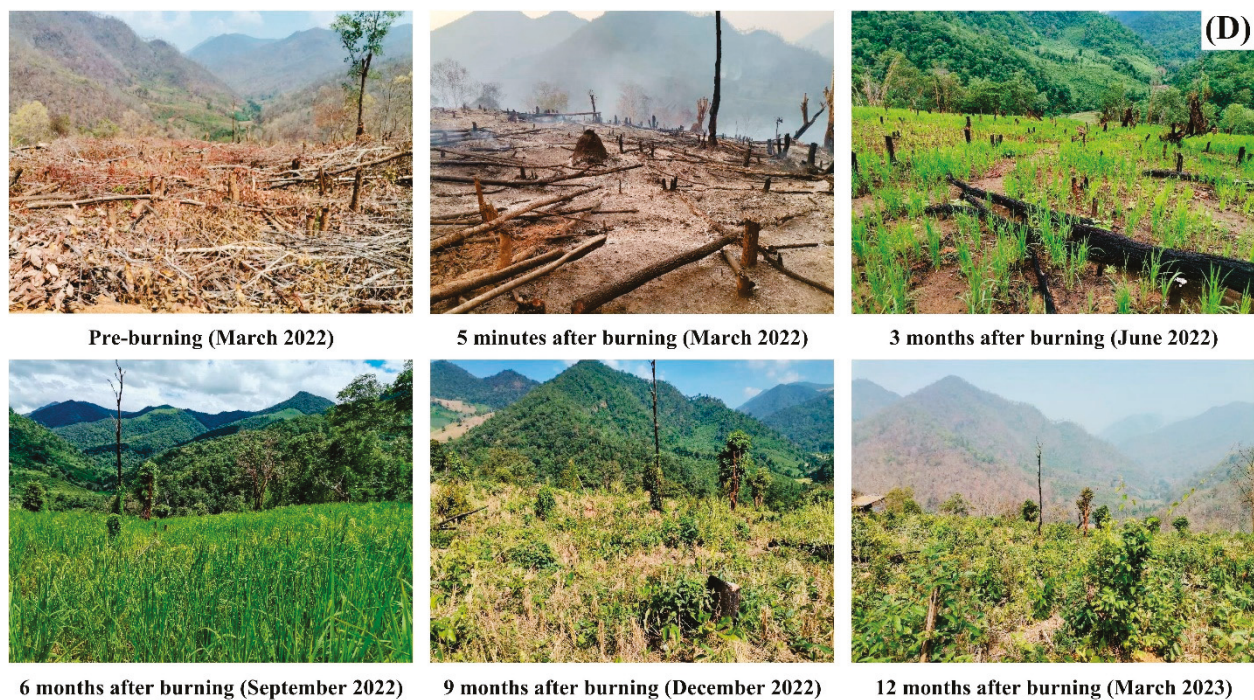 (D)
Pre-burning (March 2022)
5 minutes after burning (March 2022)
3 months after burning (June 2022)
6 months after burning (September 2022)
9 months after burning (December 2022)
12 months after burning (March 2023)